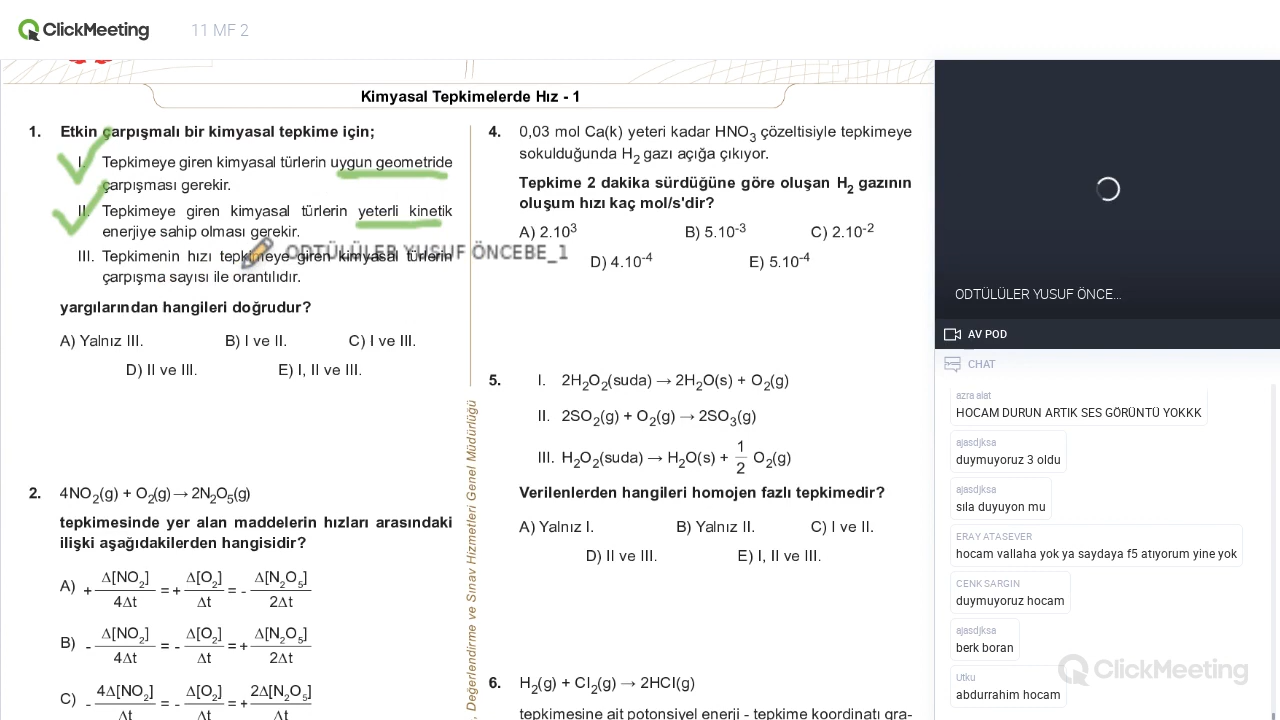 ClickMeeting
11 MF 2
Kimyasal Tepkimelerde Hız - 1
1. Etkin çarpışmalı bir kimyasal tepkime için;
I. Tepkimeye giren kimyasal türlerin uygun geometride
çarpışması gerekir.
II. Tepkimeye giren kimyasal türlerin yeterli kinetik
enerjiye sahip olması gerekir.
III. Tepkimenin hızı tepkimeye giren kimyasal türlerin
çarpışma sayısı ile orantılıdır.
ODTÜLÜLER YUSUF ÖNCEBE_1
yargılarından hangileri doğrudur?
A) Yalnız III. B) I ve II. C) I ve III.
D) II ve III. E) I, II ve III.
2. 4NO₂(g) + O₂(g) → 2N₂O₅(g)
tepkimesinde yer alan maddelerin hızları arasındaki
ilişki aşağıdakilerden hangisidir?
A) + Δ[NO₂]/4Δt = + Δ[O₂]/Δt = - Δ[N₂O₅]/2Δt
B) - Δ[NO₂]/4Δt = - Δ[O₂]/Δt = + Δ[N₂O₅]/2Δt
C) - 4Δ[NO₂]/Δt = - Δ[O₂]/Δt = + 2Δ[N₂O₅]/Δt
Değerlendirme ve Sınav Hizmetleri Genel Müdürlüğü
4. 0,03 mol Ca(k) yeteri kadar HNO₃ çözeltisiyle tepkimeye
sokulduğunda H₂ gazı açığa çıkıyor.
Tepkime 2 dakika sürdüğüne göre oluşan H₂ gazının
oluşum hızı kaç mol/s'dir?
A) 2.10³ B) 5.10⁻³ C) 2.10⁻²
D) 4.10⁻⁴ E) 5.10⁻⁴
5. I. 2H₂O₂(suda) → 2H₂O(s) + O₂(g)
II. 2SO₂(g) + O₂(g) → 2SO₃(g)
III. H₂O₂(suda) → H₂O(s) + 1/2 O₂(g)
Verilenlerden hangileri homojen fazlı tepkimedir?
A) Yalnız I. B) Yalnız II. C) I ve II.
D) II ve III. E) I, II ve III.
6. H₂(g) + Cl₂(g) → 2HCl(g)
tepkimesine ait potonsiyel enerji - tepkime koordinatı gra-
ODTÜLÜLER YUSUF ÖNCE...
AV POD
CHAT
azra alat
HOCAM DURUN ARTIK SES GÖRÜNTÜ YOKKK
ajasdjksa
duymuyoruz 3 oldu
ajasdjksa
sıla duyuyon mu
ERAY ATASEVER
hocam vallaha yok ya saydaya f5 atıyorum yine yok
CENK SARGIN
duymuyoruz hocam
ajasdjksa
berk boran
Utku
abdurrahim hocam
ClickMeeting